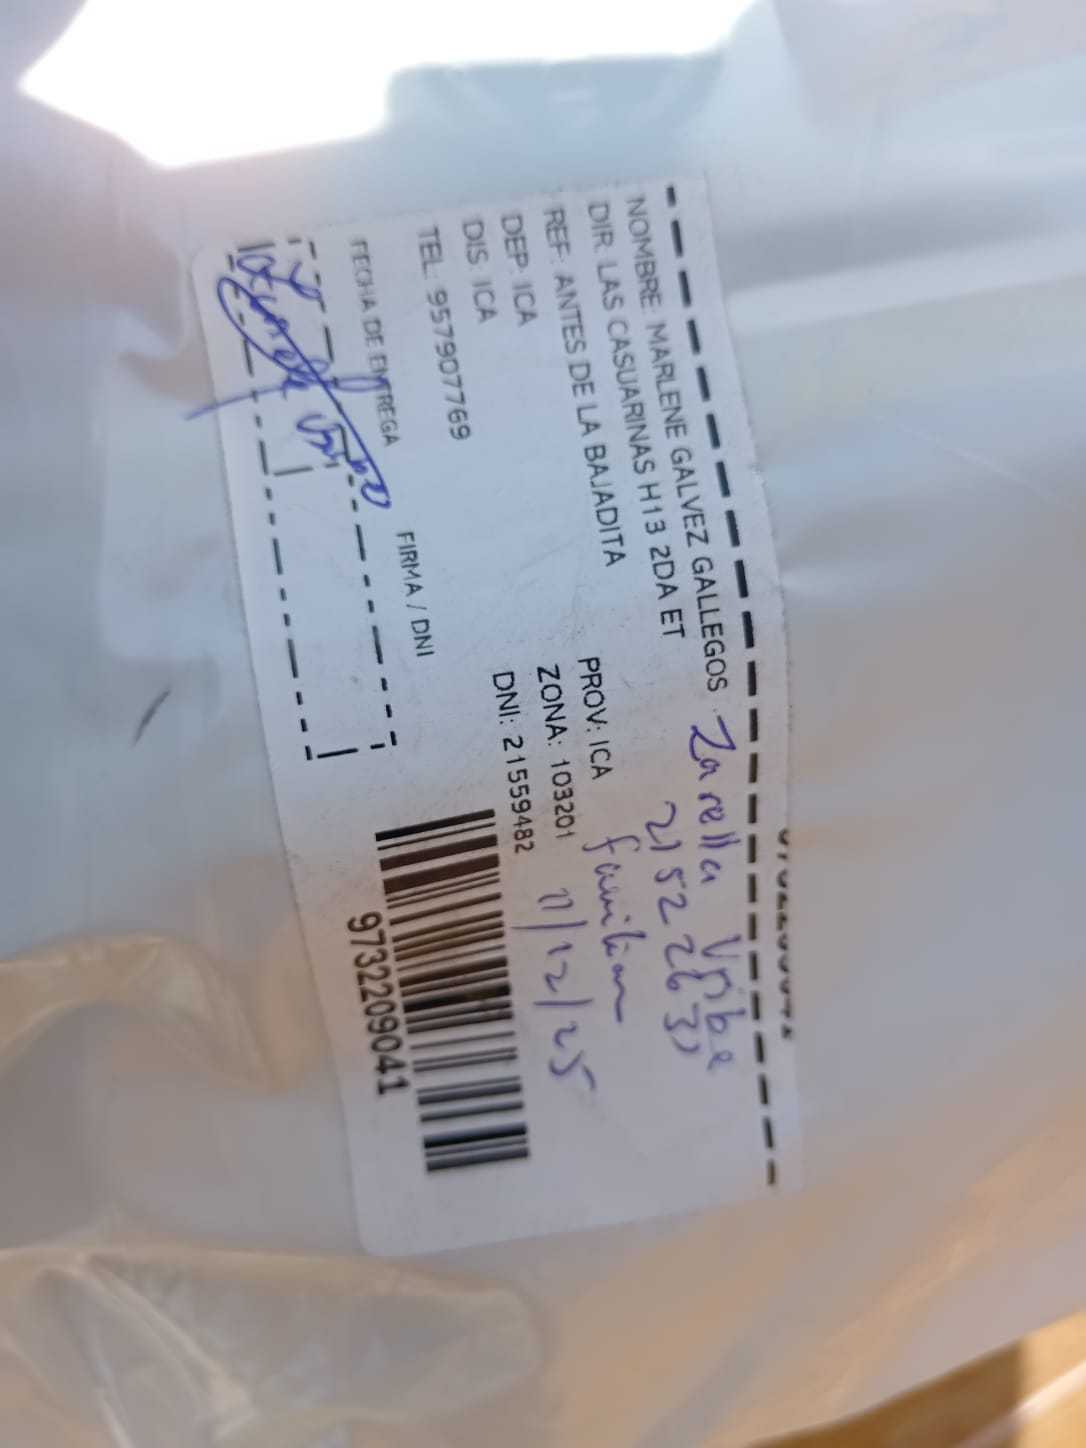 NOMBRE: MARLENE GALVEZ GALLEGOS Zarella Uribe
DIR: LAS CASUARINAS H13 2DA ET 21522631
REF: ANTES DE LA BAJADITA
DEP: ICA PROV: ICA familiar
DIS: ICA ZONA: 103201
TEL: 957907769 DNI: 21559482 11/12/25
FECHA DE ENTREGA FIRMA / DNI
9732209041